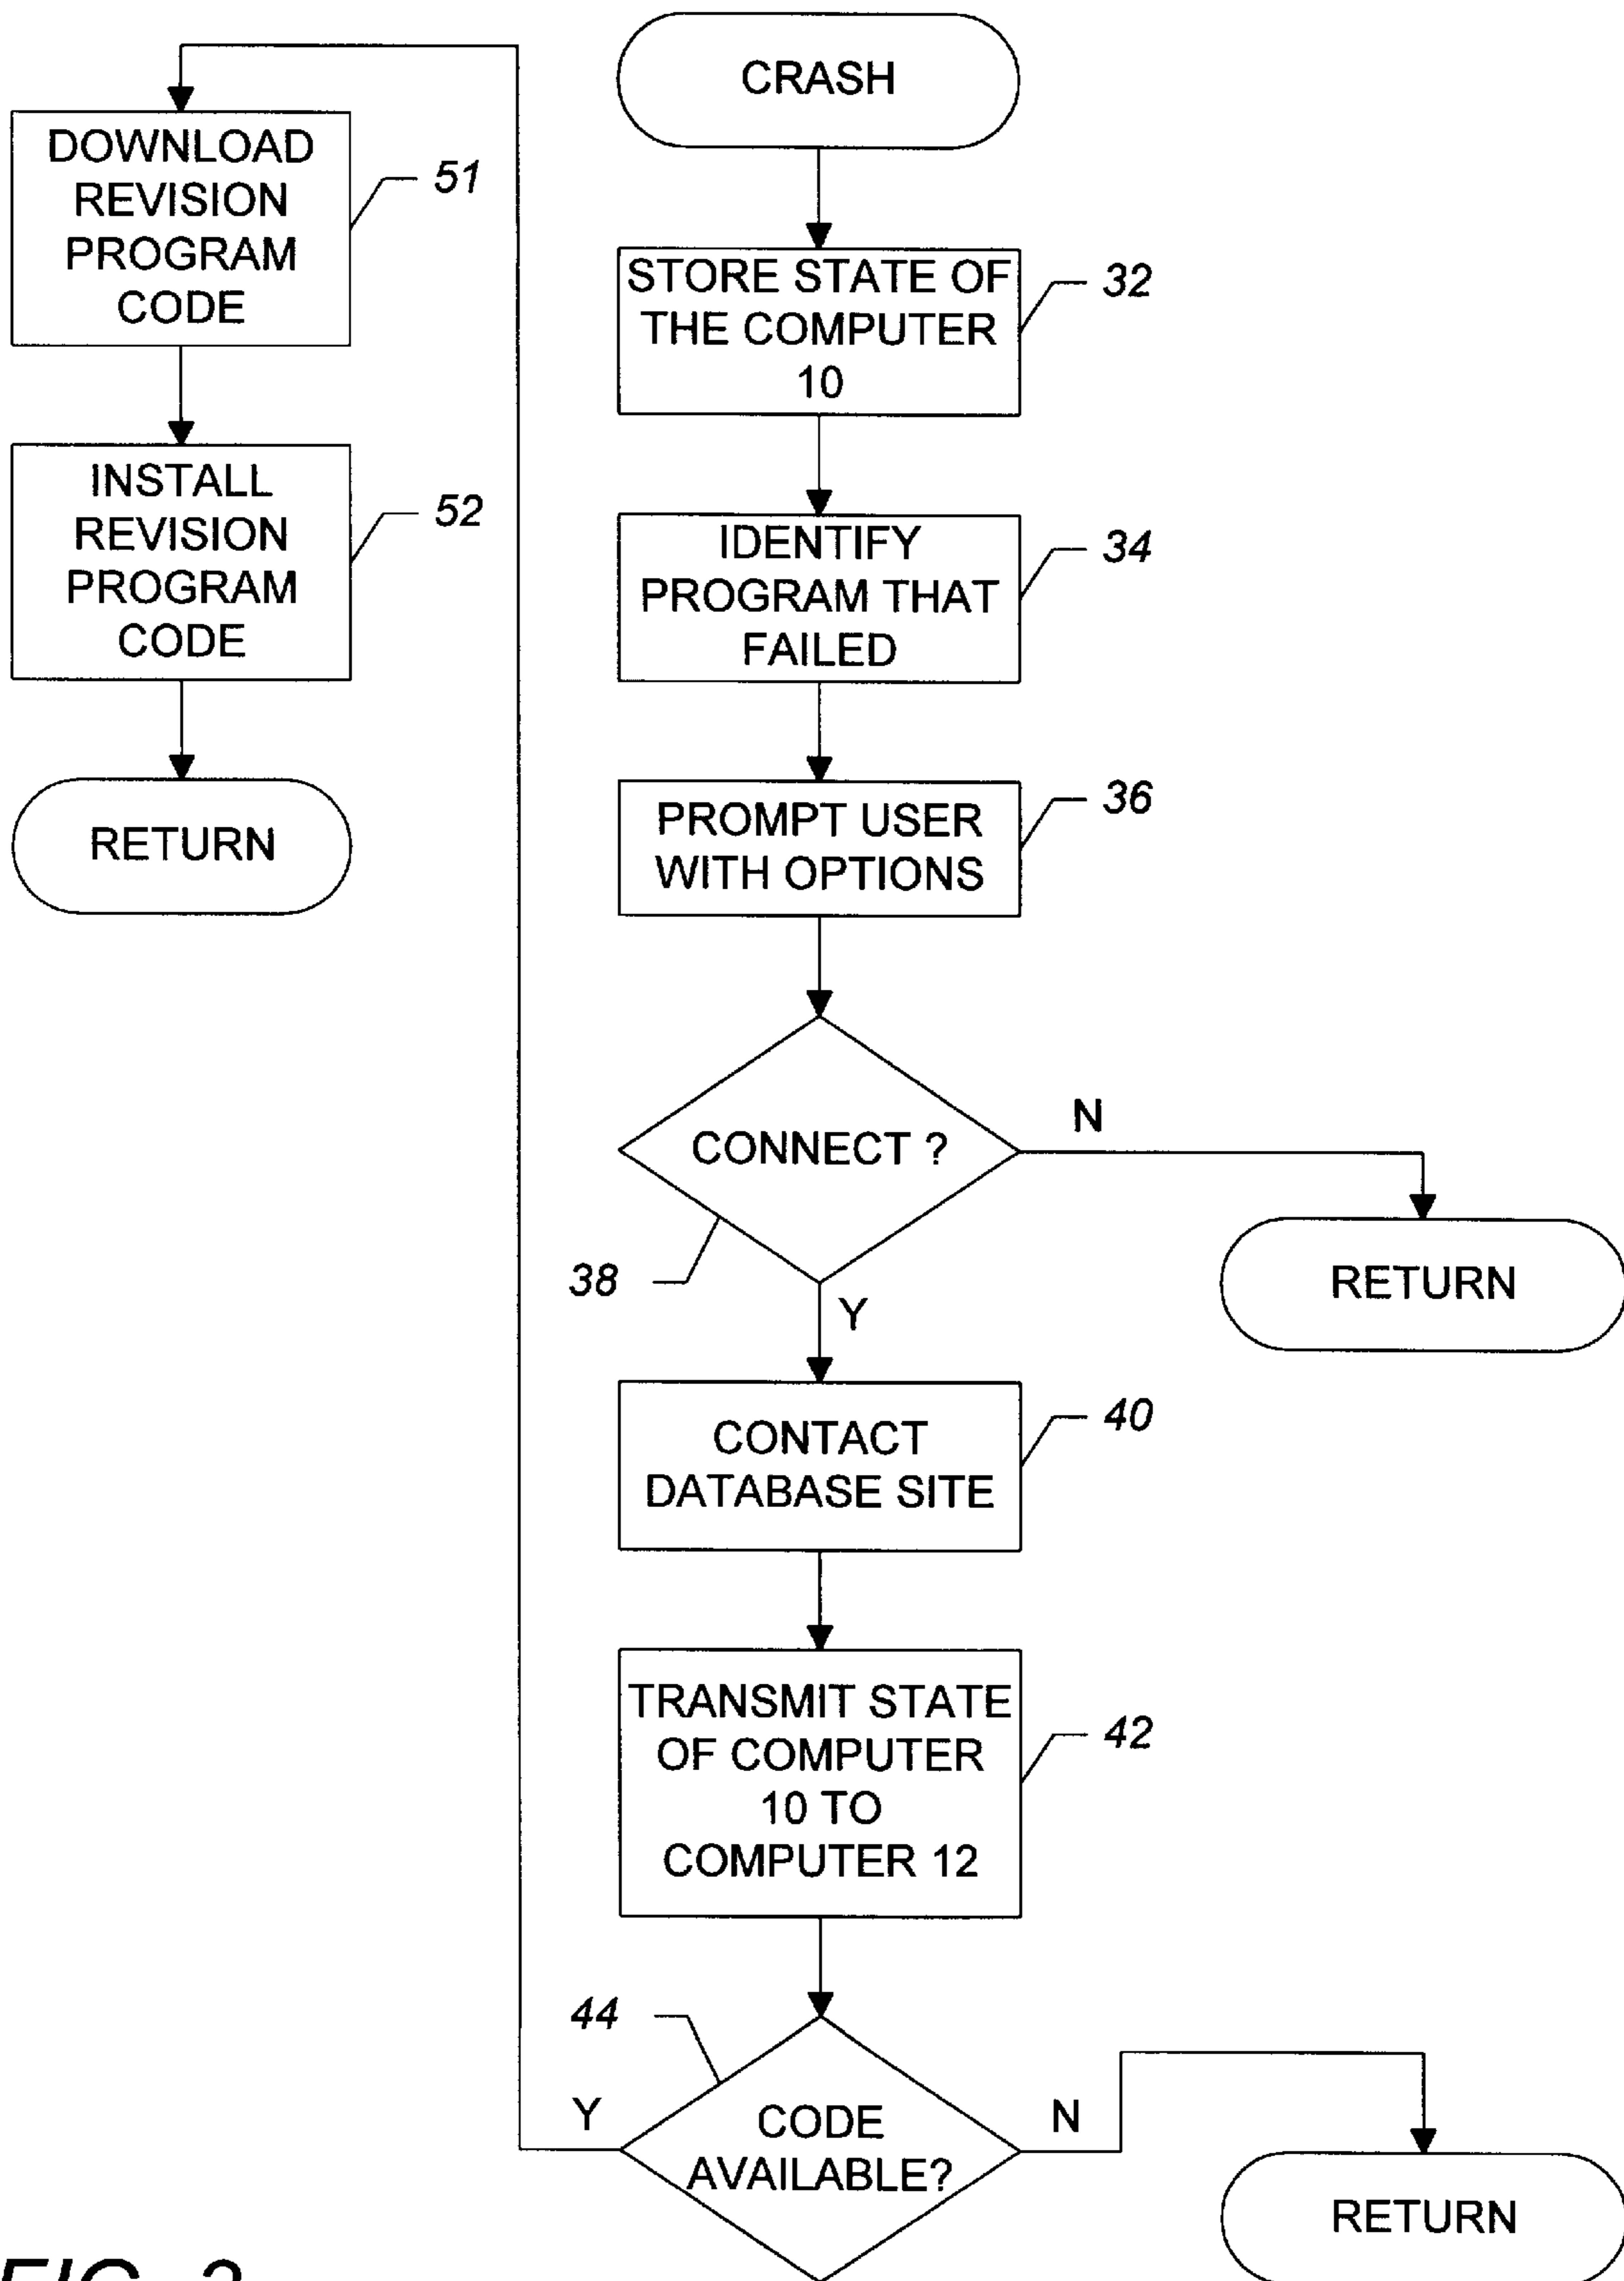 CRASH
STORE STATE OF
THE COMPUTER
10
32
IDENTIFY
PROGRAM THAT
FAILED
34
PROMPT USER
WITH OPTIONS
36
CONNECT ?
38
N
RETURN
Y
CONTACT
DATABASE SITE
40
TRANSMIT STATE
OF COMPUTER
10 TO
COMPUTER 12
42
CODE
AVAILABLE?
44
N
RETURN
Y
DOWNLOAD
REVISION
PROGRAM
CODE
51
INSTALL
REVISION
PROGRAM
CODE
52
RETURN